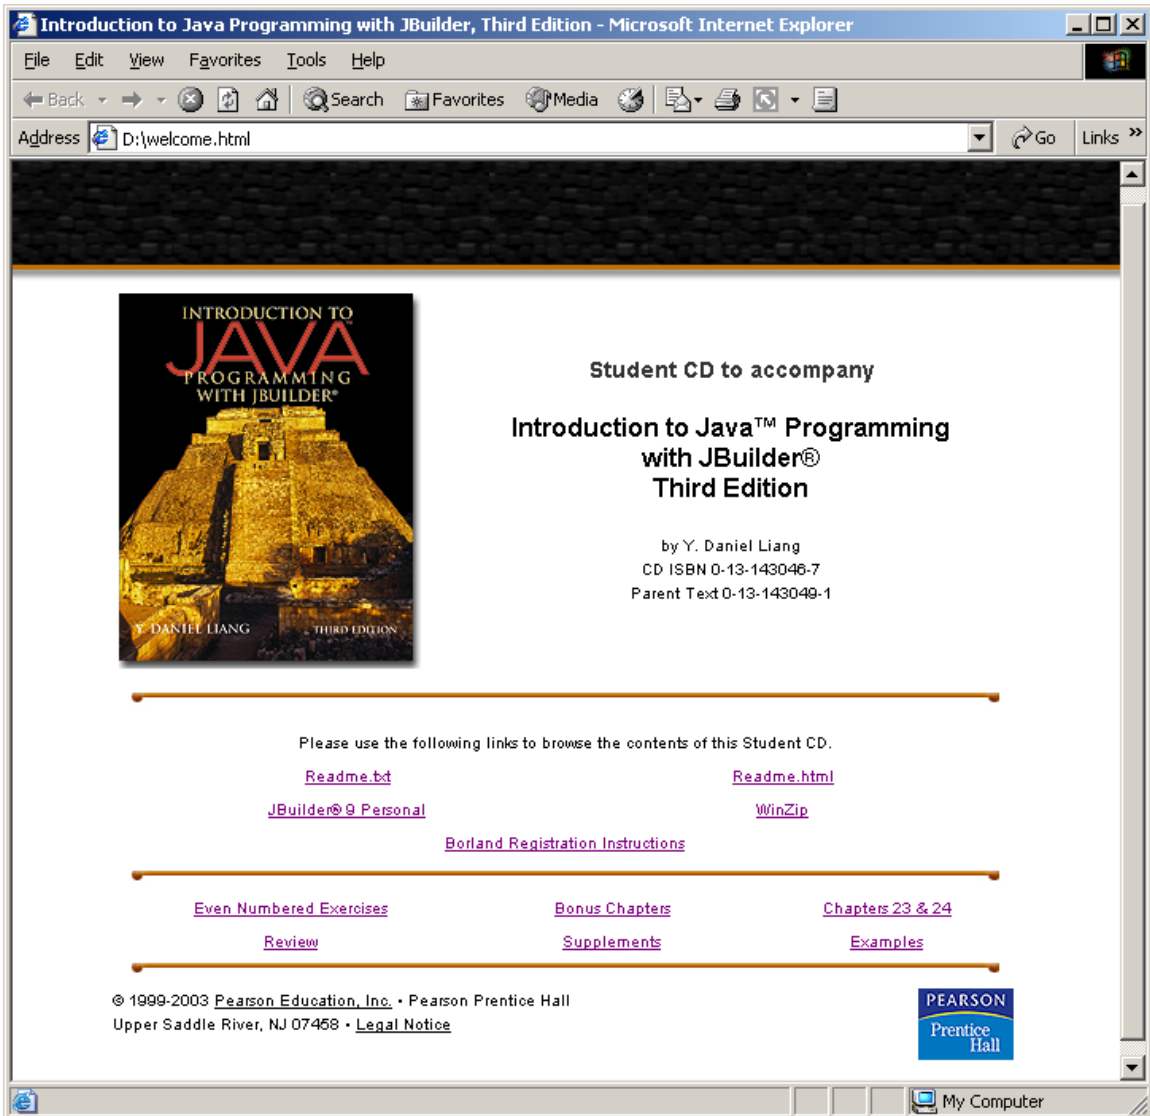 Introduction to Java Programming with JBuilder, Third Edition - Microsoft Internet Explorer
File Edit View Favorites Tools Help
Back Search Favorites Media
Address D:\welcome.html Go Links »
INTRODUCTION TO
JAVA™
PROGRAMMING
WITH JBUILDER®
Y. DANIEL LIANG THIRD EDITION
Student CD to accompany
Introduction to Java™ Programming
with JBuilder®
Third Edition
by Y. Daniel Liang
CD ISBN 0-13-143046-7
Parent Text 0-13-143049-1
Please use the following links to browse the contents of this Student CD.
Readme.txt Readme.html
JBuilder® 9 Personal WinZip
Borland Registration Instructions
Even Numbered Exercises Bonus Chapters Chapters 23 & 24
Review Supplements Examples
© 1999-2003 Pearson Education, Inc. • Pearson Prentice Hall
Upper Saddle River, NJ 07458 • Legal Notice
PEARSON
Prentice
Hall
My Computer